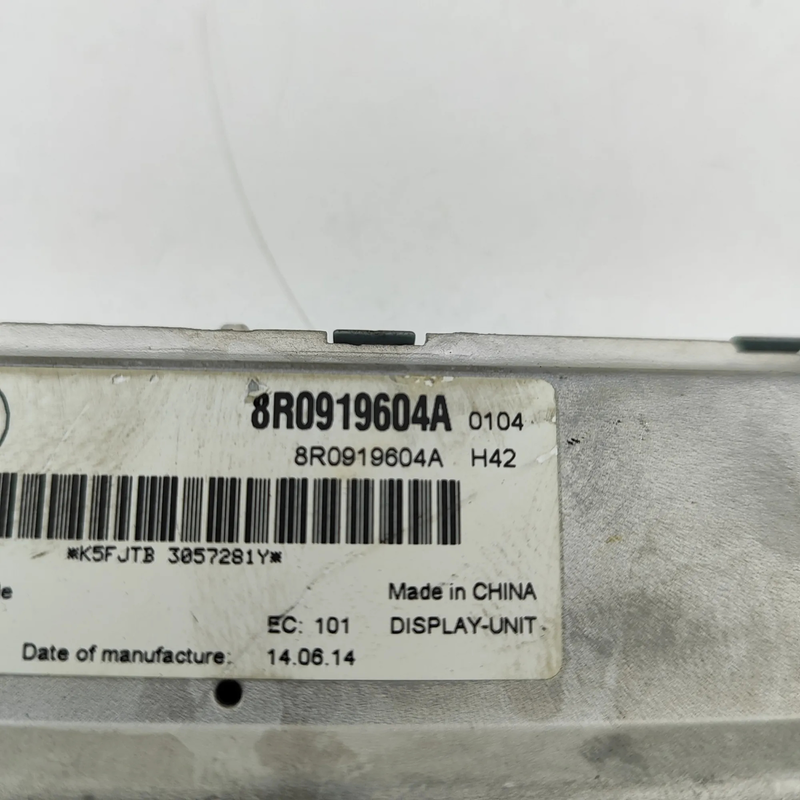 8R0919604A 0104
8R0919604A H42
*K5FJTB 3057281Y*
Made in CHINA
EC: 101 DISPLAY-UNIT
Date of manufacture: 14.06.14